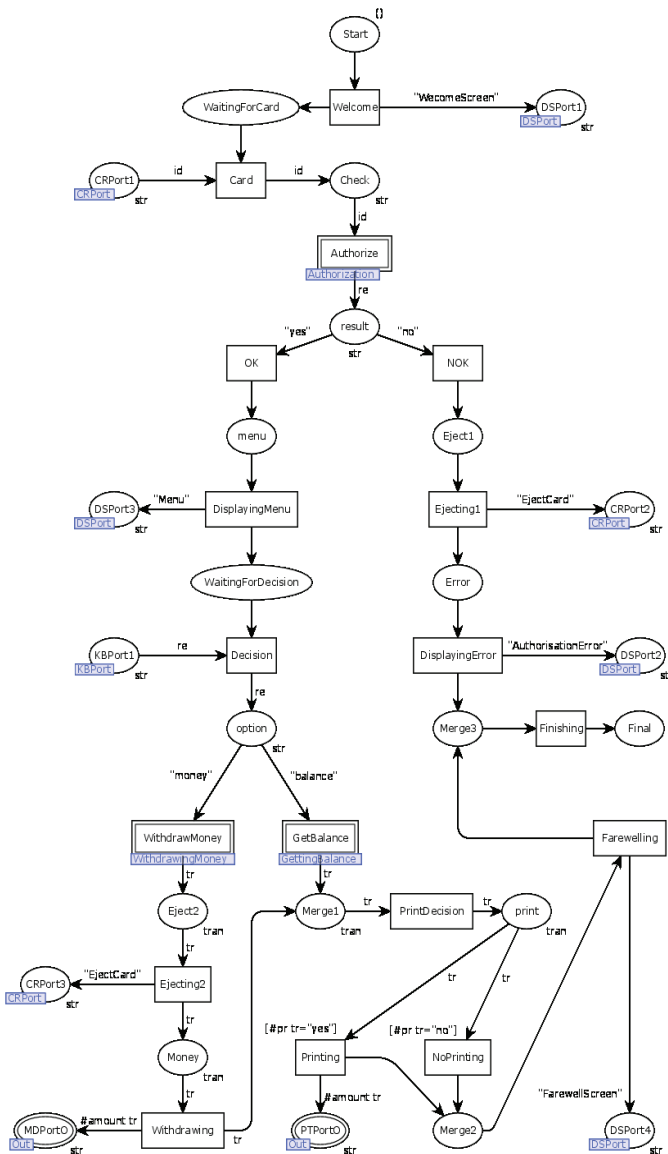 ()
Start
WaitingForCard
Welcome
"WecomeScreen"
DSPort1
DSPort
str
CRPort1
CRPort
str
id
Card
id
Check
str
id
Authorize
Authorization
re
result
str
"yes"
"no"
OK
NOK
menu
Eject1
DSPort3
DSPort
str
"Menu"
DisplayingMenu
Ejecting1
"EjectCard"
CRPort2
CRPort
str
WaitingForDecision
Error
KBPort1
KBPort
str
re
Decision
re
DisplayingError
"AuthorisationError"
DSPort2
DSPort
st
option
str
Merge3
Finishing
Final
"money"
"balance"
WithdrawMoney
WithdrawingMoney
GetBalance
GettingBalance
Farewelling
tr
tr
Eject2
tran
Merge1
tran
tr
PrintDecision
tr
print
tran
tr
CRPort3
CRPort
str
"EjectCard"
Ejecting2
tr
tr
tr
Money
tran
[#pr tr="yes"]
[#pr tr="no"]
Printing
NoPrinting
tr
#amount tr
"FarewellScreen"
MDPortO
Out
str
#amount tr
Withdrawing
tr
PTPortO
Out
str
Merge2
DSPort4
DSPort
str